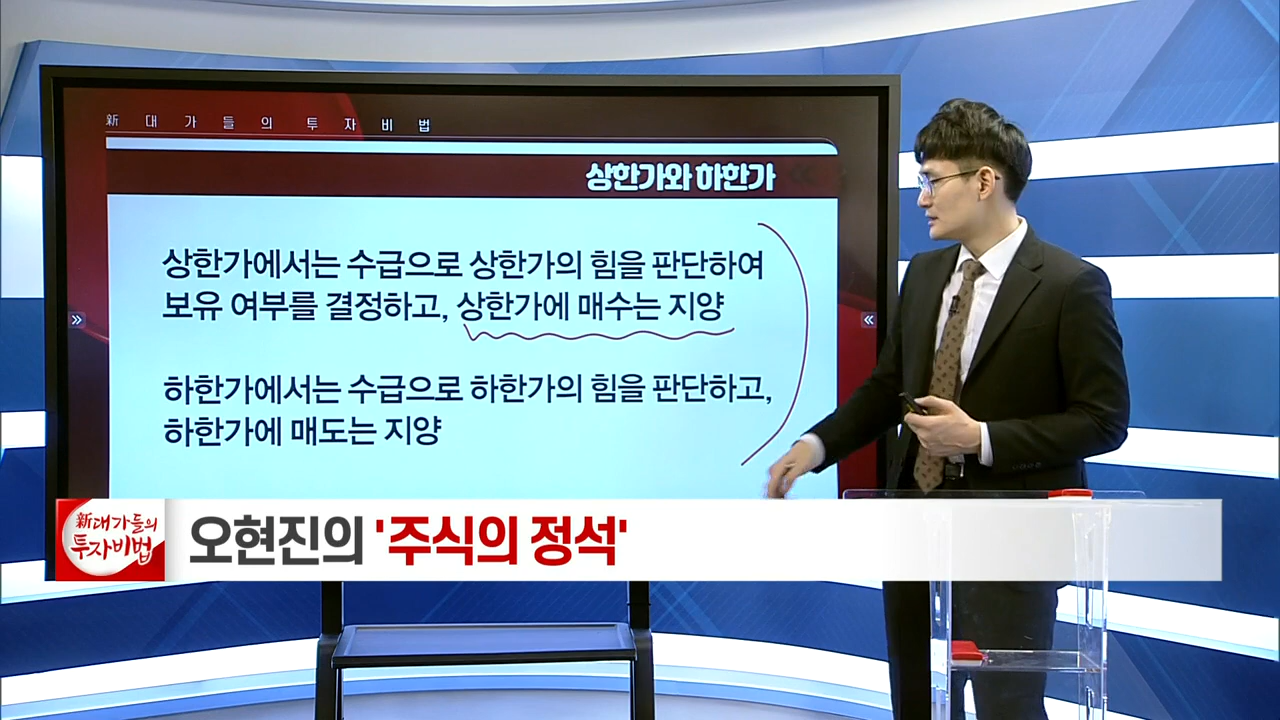 新 대 가 들 의 투 자 비 법
상한가와 하한가
상한가에서는 수급으로 상한가의 힘을 판단하여
보유 여부를 결정하고, 상한가에 매수는 지양
하한가에서는 수급으로 하한가의 힘을 판단하고,
하한가에 매도는 지양
新대가들의
투자비법
오현진의 '주식의 정석'